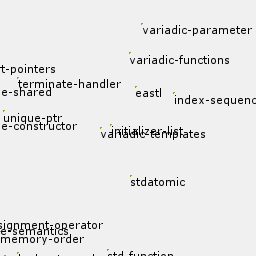 variadic-parameter
variadic-functions
t-pointers
terminate-handler
e-shared
eastl
index-sequenc
unique-ptr
e-constructor
initializer-list
variadic-templates
stdatomic
signment-operator
e-semantics
memory-order
std-function